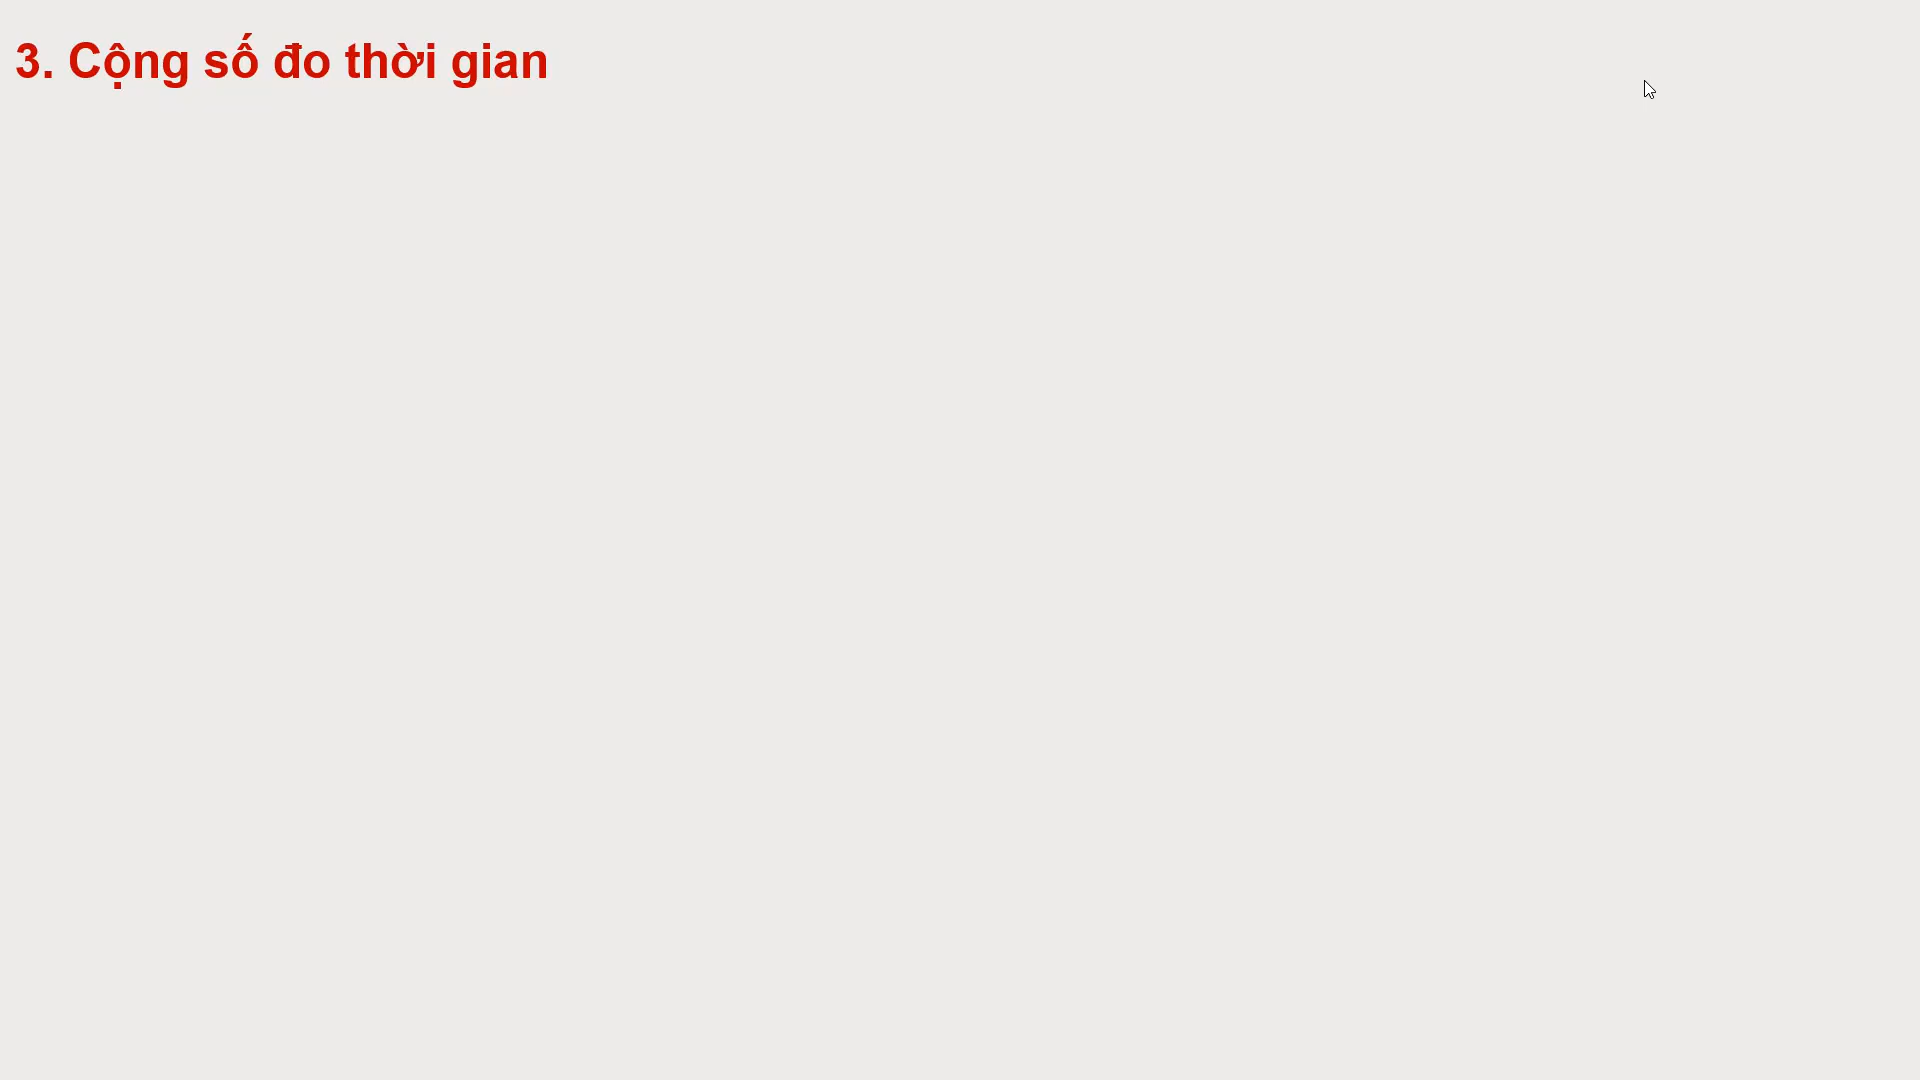 3. Cộng số đo thời gian